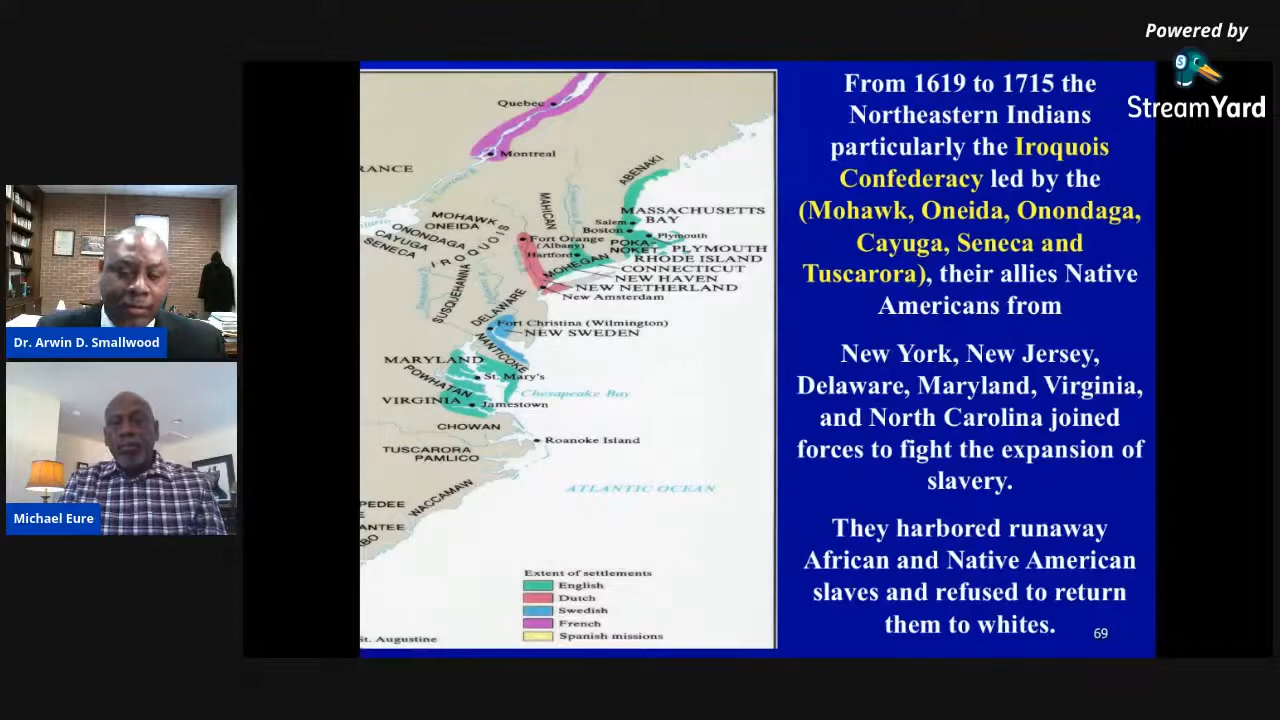 Powered by
StreamYard
Dr. Arwin D. Smallwood
Michael Eure
Quebec
Montreal
RANCE
ABENAKI
MAHICAN
MOHAWK
ONEIDA
ONONDAGA
CAYUGA
SENECA
IROQUOIS
SUSQUEHANNA
DELAWARE
MASSACHUSETTS
BAY
Salem
Boston
Plymouth
Fort Orange
(Albany)
Hartford
POKA-
NOKET
PLYMOUTH
RHODE ISLAND
MOHEGAN
CONNECTICUT
NEW HAVEN
NEW NETHERLAND
New Amsterdam
Fort Christina (Wilmington)
NEW SWEDEN
NANTICOKE
MARYLAND
POWHATAN
St. Mary's
Chesapeake Bay
VIRGINIA
Jamestown
CHOWAN
Roanoke Island
TUSCARORA
PAMLICO
WACCAMAW
ATLANTIC OCEAN
PEDEE
E
ANTEE
BO
Extent of settlements
English
Dutch
Swedish
French
Spanish missions
St. Augustine
From 1619 to 1715 the
Northeastern Indians
particularly the Iroquois
Confederacy led by the
(Mohawk, Oneida, Onondaga,
Cayuga, Seneca and
Tuscarora), their allies Native
Americans from
New York, New Jersey,
Delaware, Maryland, Virginia,
and North Carolina joined
forces to fight the expansion of
slavery.
They harbored runaway
African and Native American
slaves and refused to return
them to whites.
69